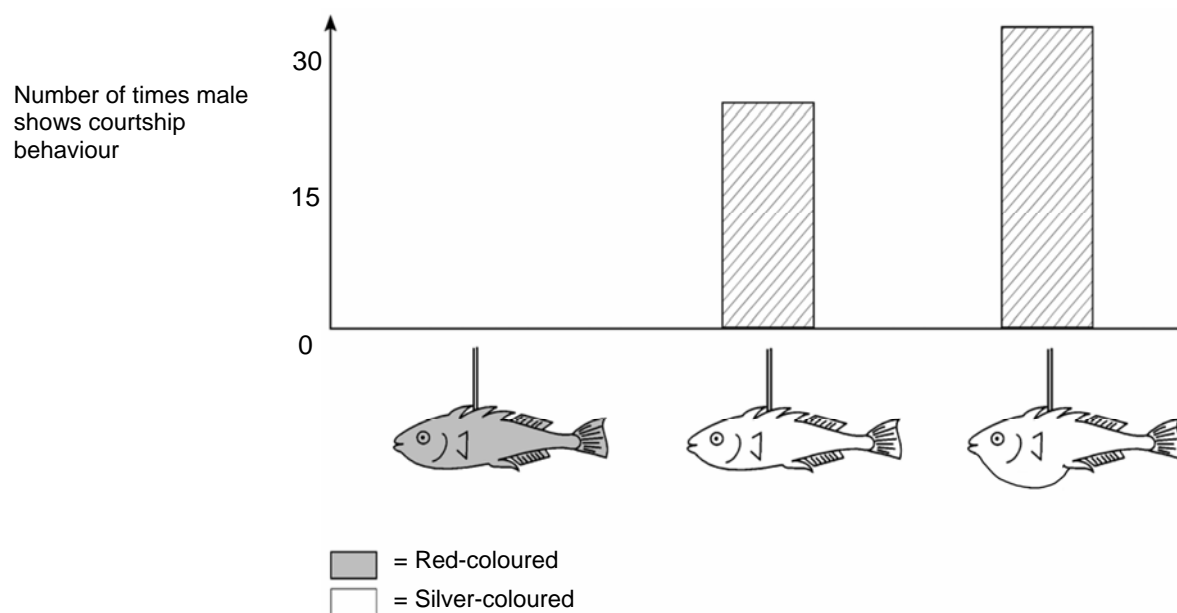 30
Number of times male
shows courtship
behaviour
15
0
= Red-coloured
= Silver-coloured